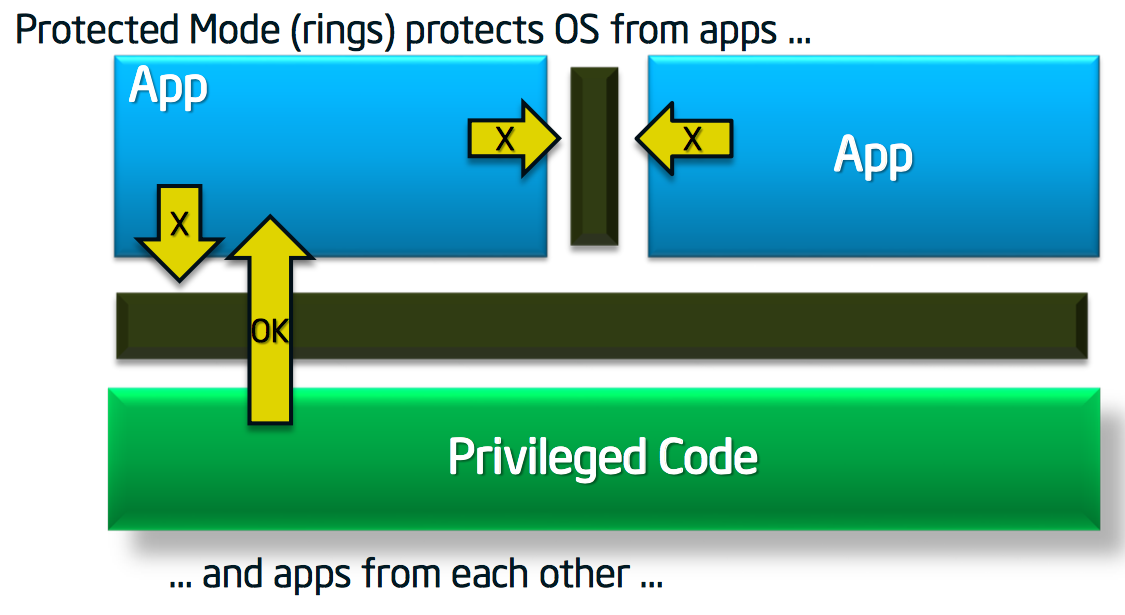 Protected Mode (rings) protects OS from apps ...
App
X
X
App
X
OK
Privileged Code
... and apps from each other ...